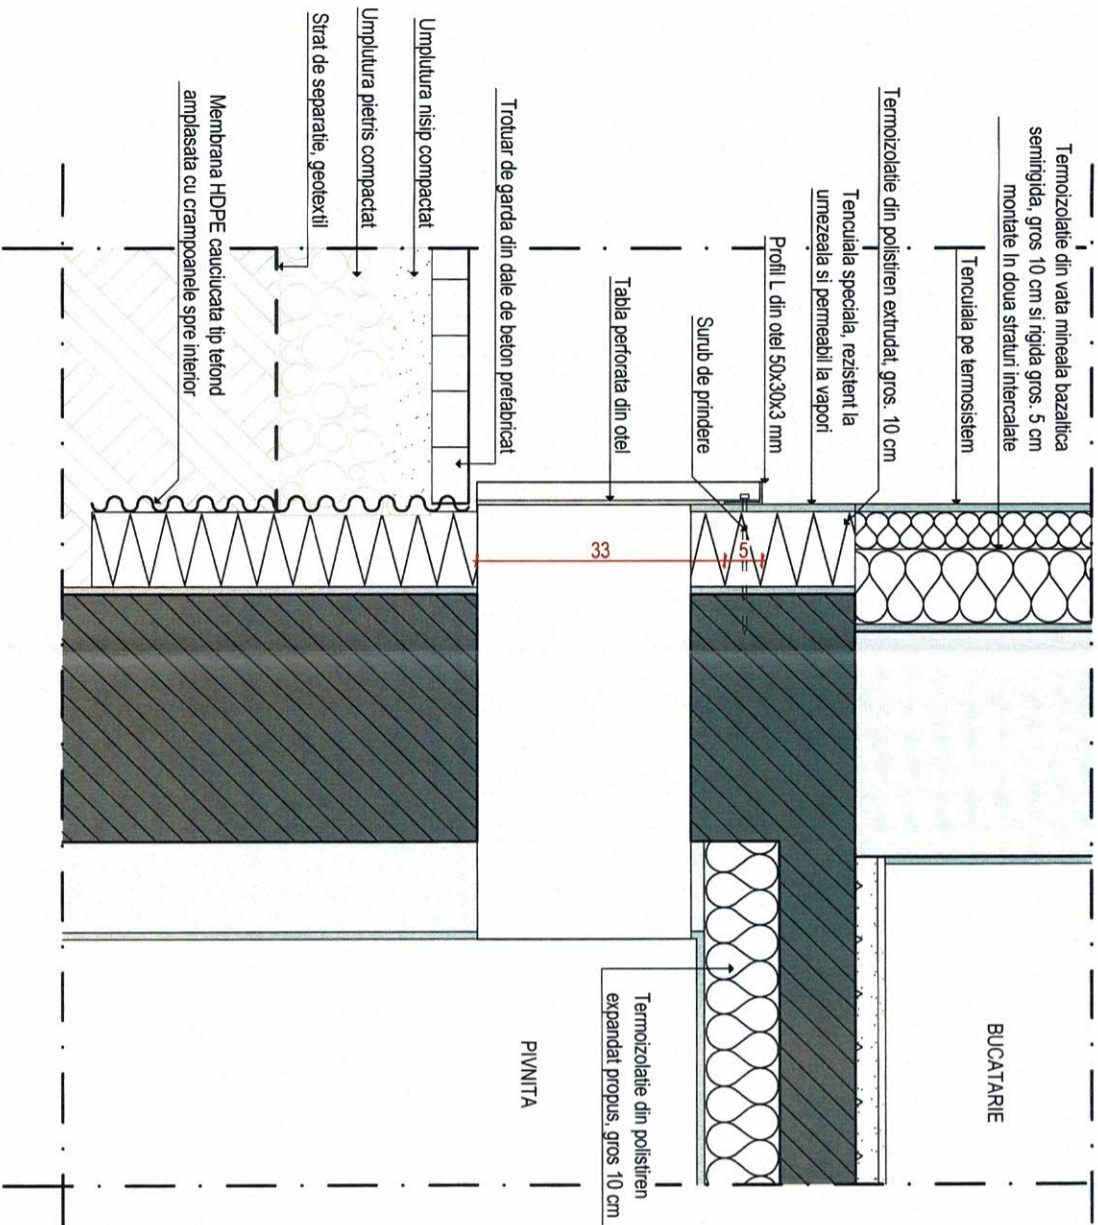 Termoizolatie din vata mineala bazaltica
semirigida, gros 10 cm si rigida gros. 5 cm
montate In doua straturi intercalate
Tencuiala pe termosistem
Termoizolatie din polistiren extrudat, gros. 10 cm
Tencuiala speciala, rezistent la
umezeala si permeabil la vapori
Profil L din otel 50x30x3 mm
Surub de prindere
Tabla perforata din otel
Trotuar de garda din dale de beton prefabricat
Umplutura nisip compactat
Umplutura pietris compactat
Strat de separatie, geotextil
Membrana HDPE cauciucata tip tefond
amplasata cu crampoanele spre interior
5
33
BUCATARIE
Termoizolatie din polistiren
expandat propus, gros 10 cm
PIVNITA